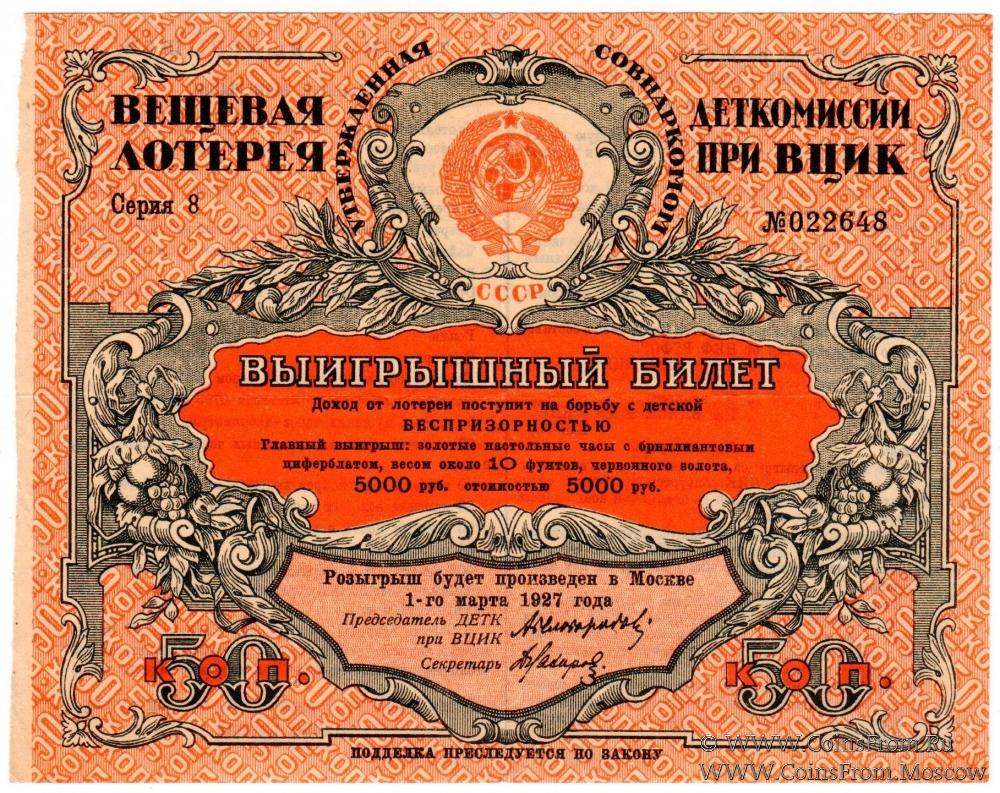 УТВЕРЖДЕННАЯ СОВНАРКОМОМ
ВЕЩЕВАЯ
ЛОТЕРЕЯ
Серия 8
ДЕТКОМИССИИ
ПРИ ВЦИК
№022648
СССР
ВЫИГРЫШНЫЙ БИЛЕТ
Доход от лотереи поступит на борьбу с детской
БЕСПРИЗОРНОСТЬЮ
Главный выигрыш: золотые настольные часы с бриллиантовым
циферблатом, весом около 10 фунтов, червонного золота,
5000 руб. стоимостью 5000 руб.
Розыгрыш будет произведен в Москве
1-го марта 1927 года
Председатель ДЕТК
при ВЦИК
Секретарь
50 КОП.
50 КОП.
ПОДДЕЛКА ПРЕСЛЕДУЕТСЯ ПО ЗАКОНУ
© WWW.CoinsFrom.Ru
WWW.CoinsFrom.Moscow